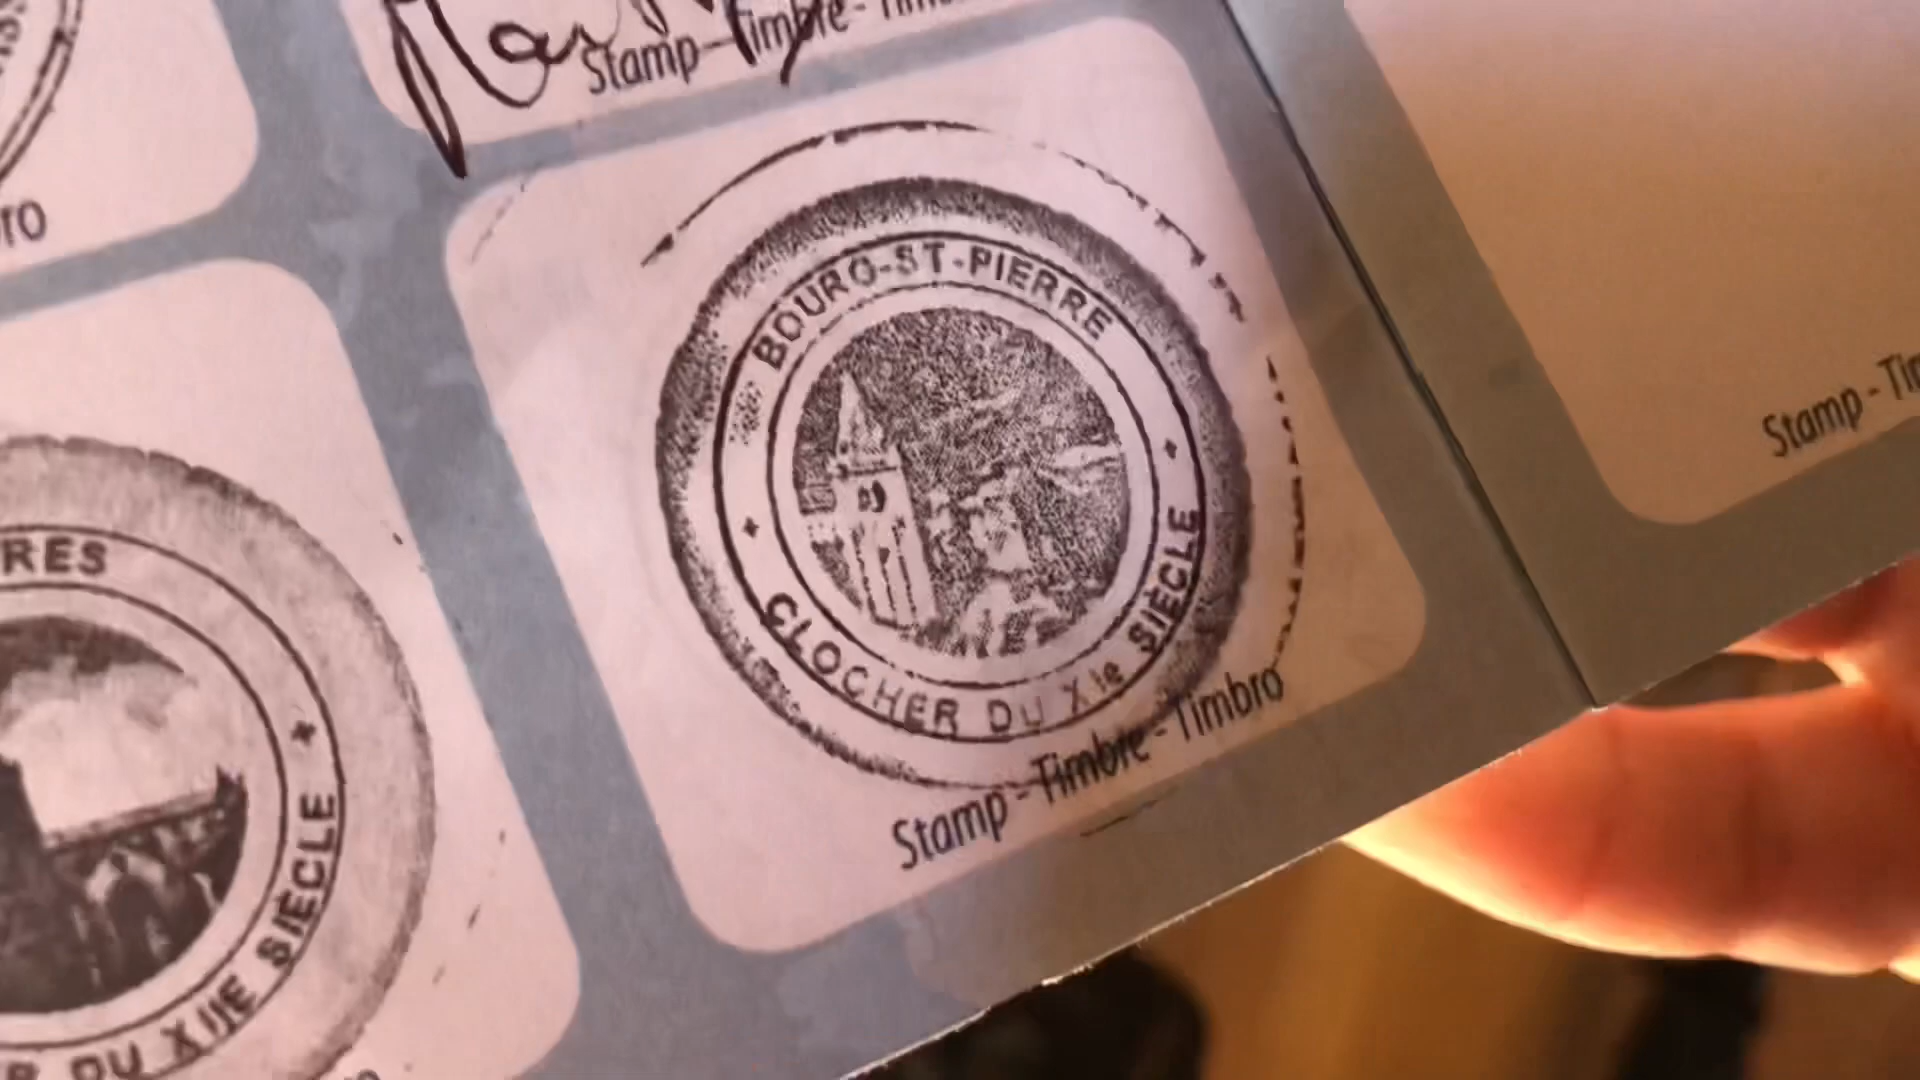 Stamp - Timbre - Timbro
BOURG-ST-PIERRE
CLOCHER DU XIe SIÈCLE
Stamp - Timbre - Timbro
RES
DU XIIE SIÈCLE
Stamp - Tim